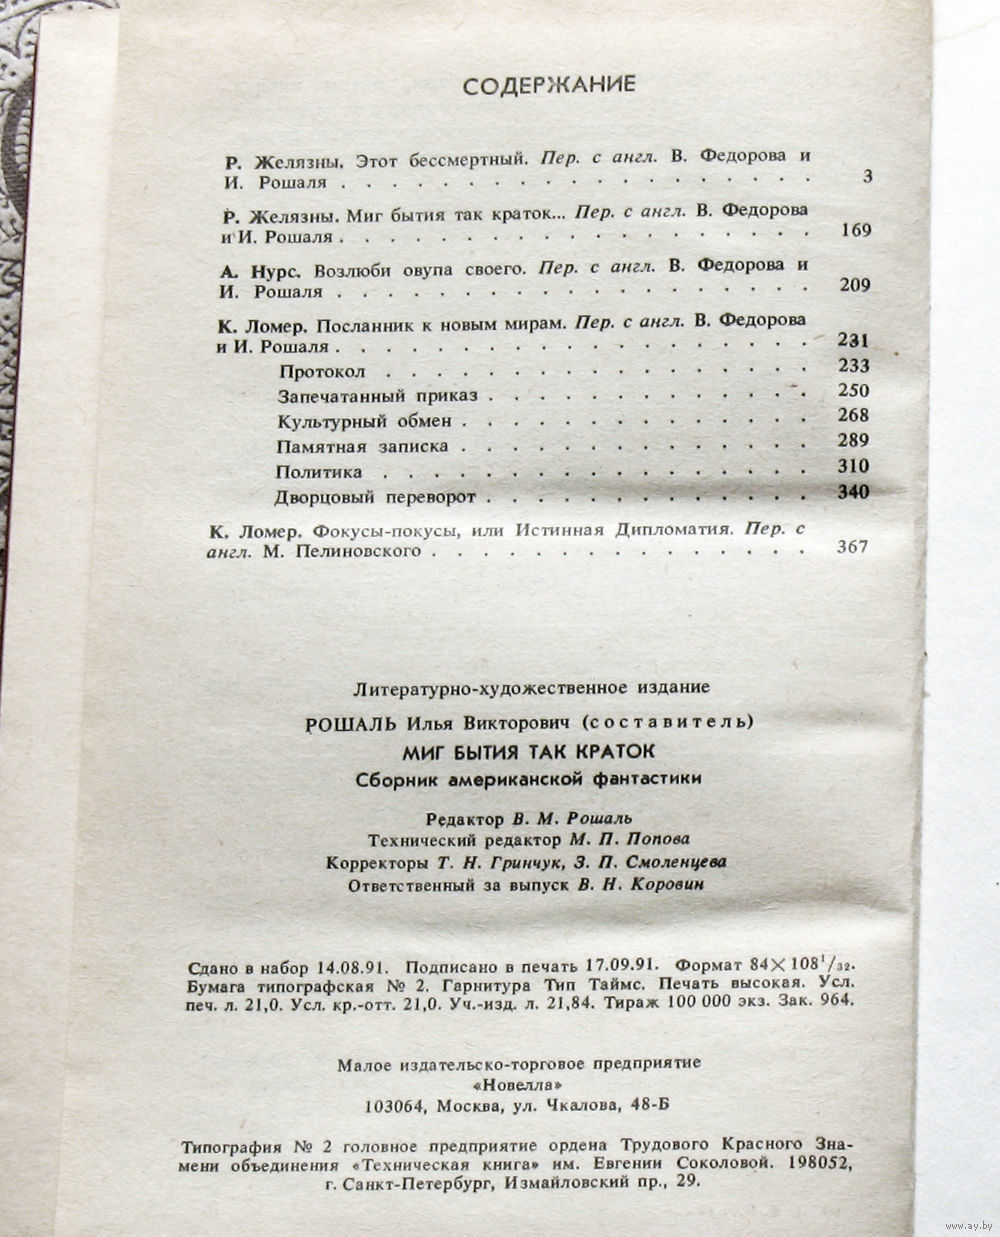 СОДЕРЖАНИЕ
Р. Желязны. Этот бессмертный. Пер. с англ. В. Федорова и
И. Рошаля . . . . . . . . . . . . . . . . . . . 3
Р. Желязны. Миг бытия так краток... Пер. с англ. В. Федорова
и И. Рошаля . . . . . . . . . . . . . . . . . . . 169
А. Нурс. Возлюби овупа своего. Пер. с англ. В. Федорова и
И. Рошаля . . . . . . . . . . . . . . . . . . . 209
К. Ломер. Посланник к новым мирам. Пер. с англ. В. Федорова
и И. Рошаля . . . . . . . . . . . . . . . . . . . 231
Протокол . . . . . . . . . . . . . . . . . 233
Запечатанный приказ . . . . . . . . . . . . . 250
Культурный обмен . . . . . . . . . . . . . . 268
Памятная записка . . . . . . . . . . . . . . 289
Политика . . . . . . . . . . . . . . . . . 310
Дворцовый переворот . . . . . . . . . . . . . 340
К. Ломер. Фокусы-покусы, или Истинная Дипломатия. Пер. с
англ. М. Пелиновского . . . . . . . . . . . . . . . 367
Литературно-художественное издание
РОШАЛЬ Илья Викторович (составитель)
МИГ БЫТИЯ ТАК КРАТОК
Сборник американской фантастики
Редактор В. М. Рошаль
Технический редактор М. П. Попова
Корректоры Т. Н. Гринчук, З. П. Смоленцева
Ответственный за выпуск В. Н. Коровин
Сдано в набор 14.08.91. Подписано в печать 17.09.91. Формат 84×108¹/₃₂.
Бумага типографская № 2. Гарнитура Тип Таймс. Печать высокая. Усл.
печ. л. 21,0. Усл. кр.-отт. 21,0. Уч.-изд. л. 21,84. Тираж 100 000 экз. Зак. 964.
Малое издательско-торговое предприятие
«Новелла»
103064, Москва, ул. Чкалова, 48-Б
Типография № 2 головное предприятие ордена Трудового Красного Зна-
мени объединения «Техническая книга» им. Евгении Соколовой. 198052,
г. Санкт-Петербург, Измайловский пр., 29.
www.ay.by